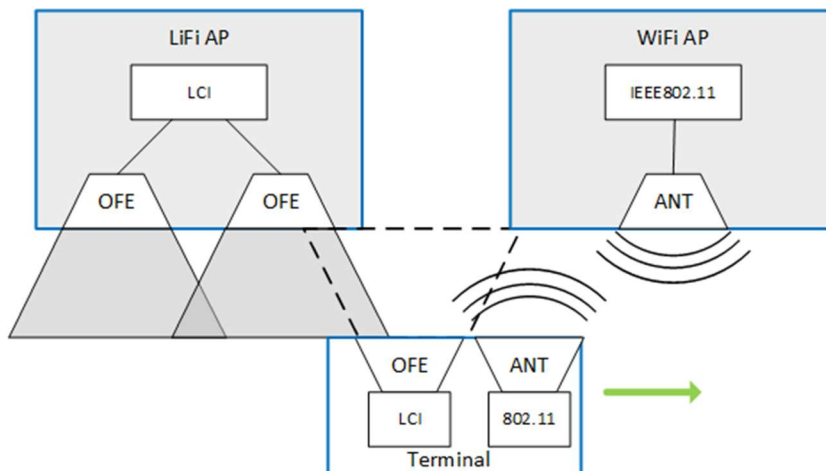 LiFi AP
LCI
OFE
OFE
WiFi AP
IEEE802.11
ANT
OFE
ANT
LCI
802.11
Terminal